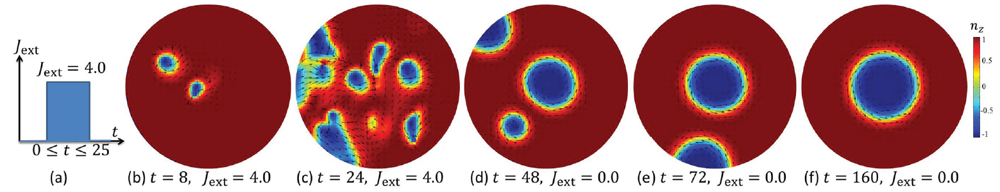 J_ext
J_ext = 4.0
t
0 ≤ t ≤ 25
(a)
(b) t = 8, J_ext = 4.0
(c) t = 24, J_ext = 4.0
(d) t = 48, J_ext = 0.0
(e) t = 72, J_ext = 0.0
(f) t = 160, J_ext = 0.0
n_z
1
0.5
0
-0.5
-1